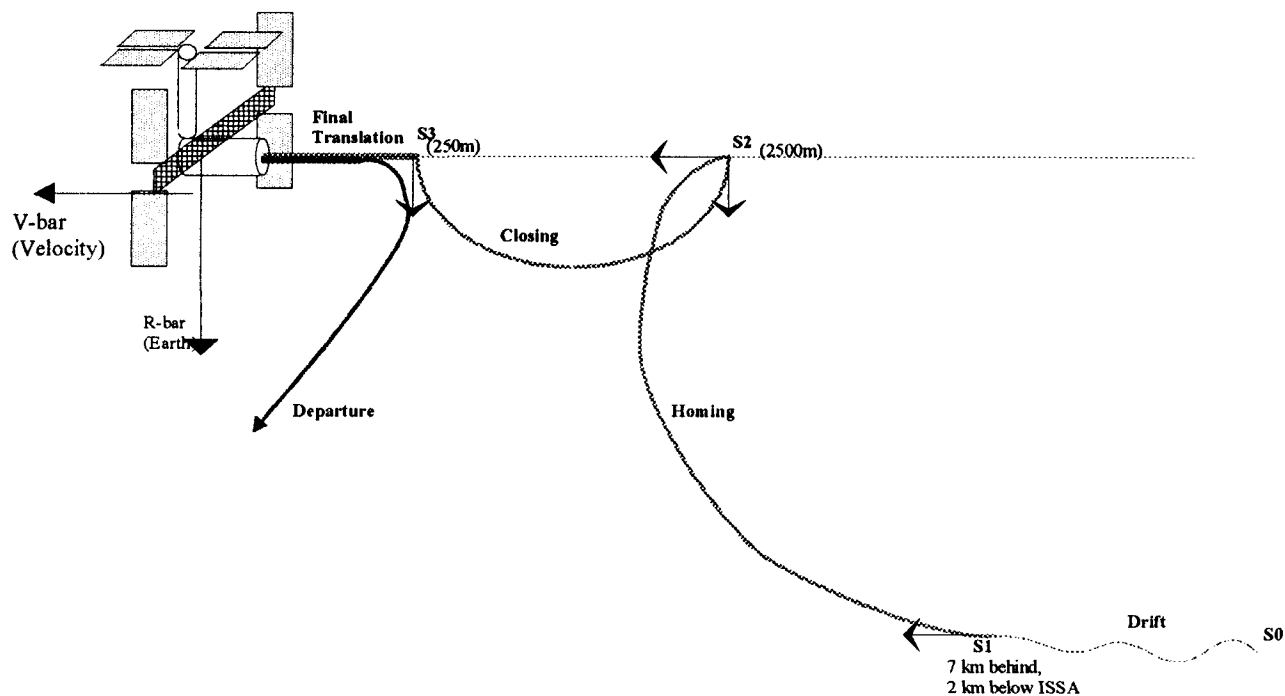 Final
Translation
S3
(250m)
S2
(2500m)
V-bar
(Velocity)
Closing
R-bar
(Earth)
Departure
Homing
Drift
S0
S1
7 km behind,
2 km below ISSA